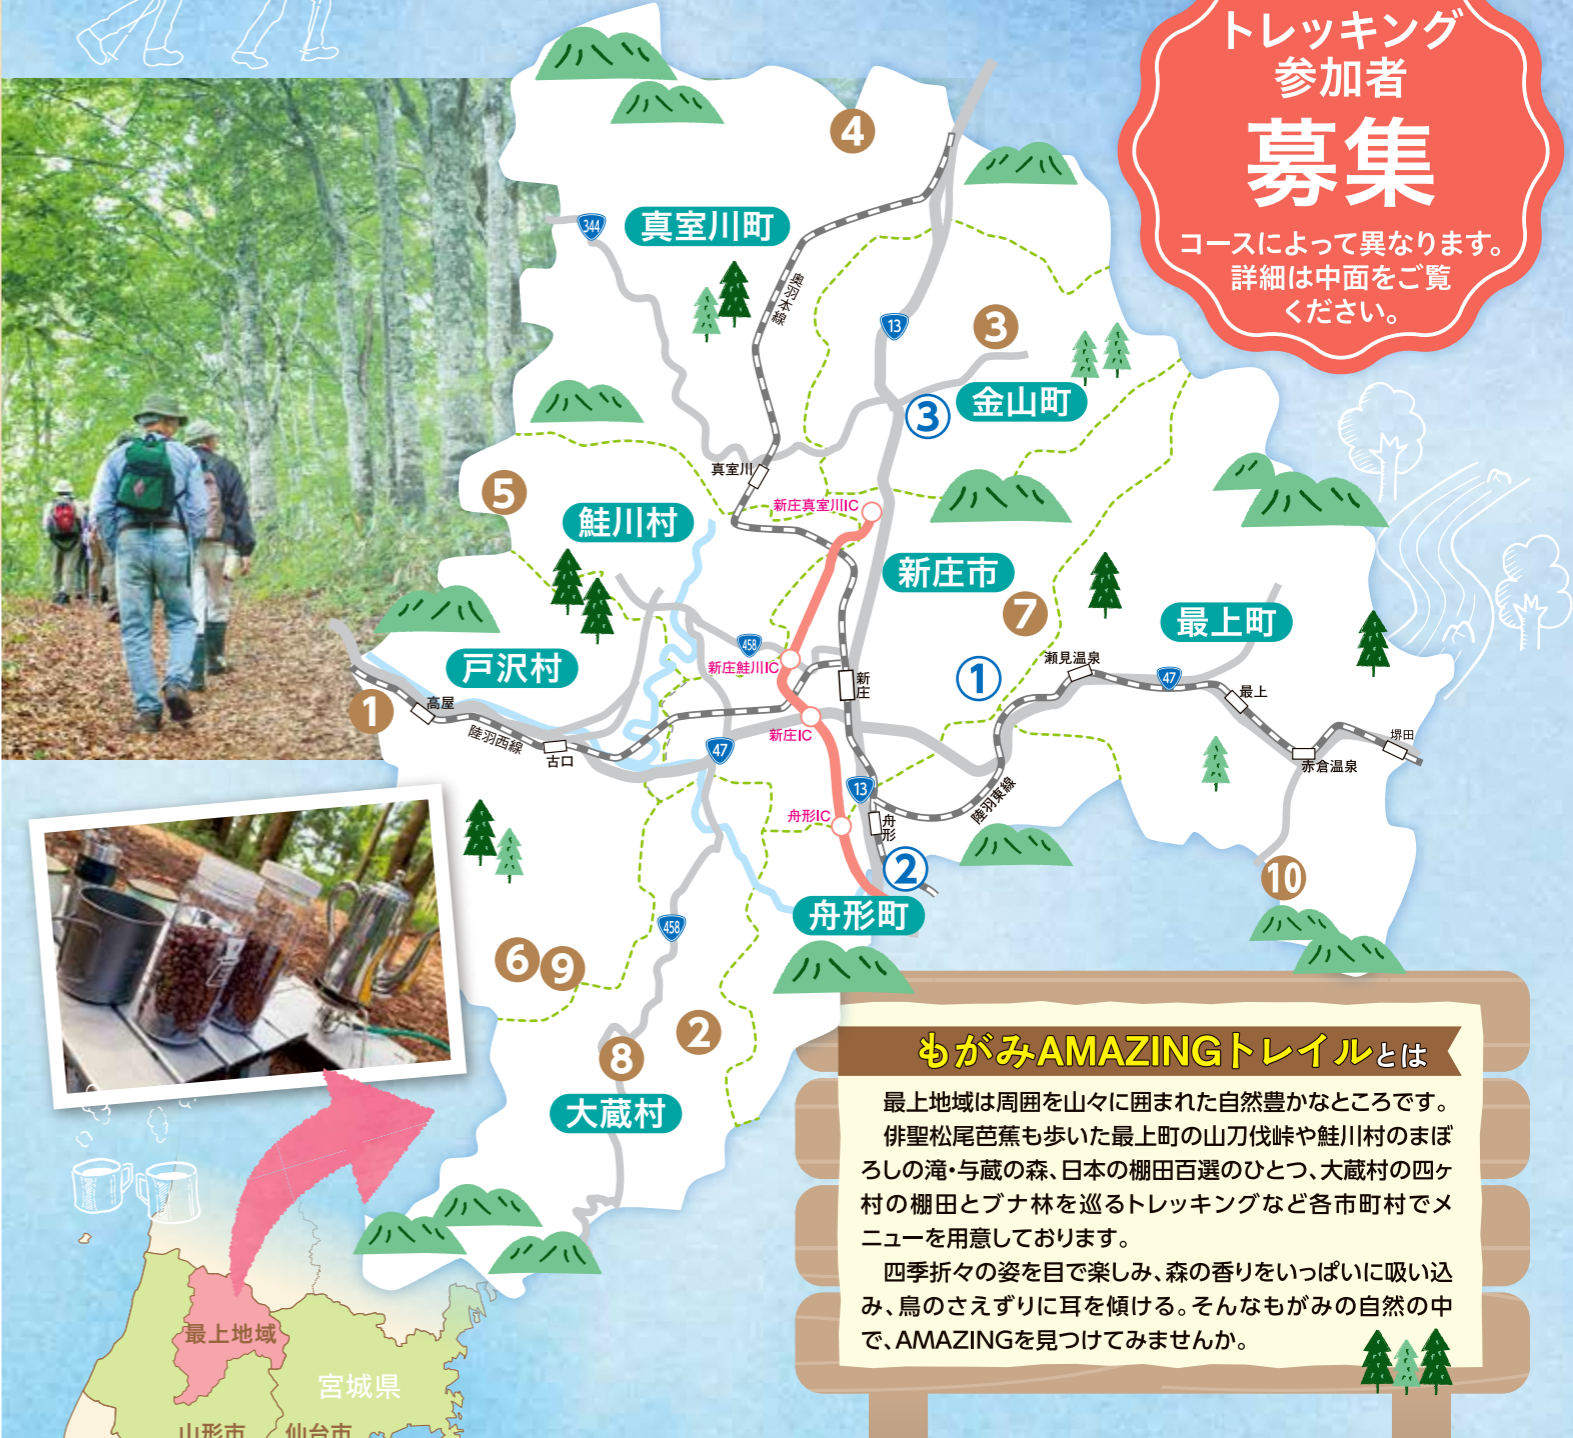 トレッキング
参加者
募集
コースによって異なります。
詳細は中面をご覧
ください。
4
344
真室川町
奥羽本線
13
3
3
金山町
真室川
5
新庄真室川IC
鮭川村
新庄市
7
最上町
458
戸沢村
新庄鮭川IC
新庄
1
瀬見温泉
47
最上
1
高屋
陸羽西線
古口
新庄IC
47
堺田
赤倉温泉
13
陸羽東線
舟形IC
舟形
2
10
舟形町
458
6
9
2
8
大蔵村
もがみAMAZINGトレイルとは
最上地域は周囲を山々に囲まれた自然豊かなところです。
俳聖松尾芭蕉も歩いた最上町の山刀伐峠や鮭川村のまぼ
ろしの滝・与蔵の森、日本の棚田百選のひとつ、大蔵村の四ヶ
村の棚田とブナ林を巡るトレッキングなど各市町村でメ
ニューを用意しております。
四季折々の姿を目で楽しみ、森の香りをいっぱいに吸い込
み、鳥のさえずりに耳を傾ける。そんなもがみの自然の中
で、AMAZINGを見つけてみませんか。
最上地域
宮城県
山形市
仙台市